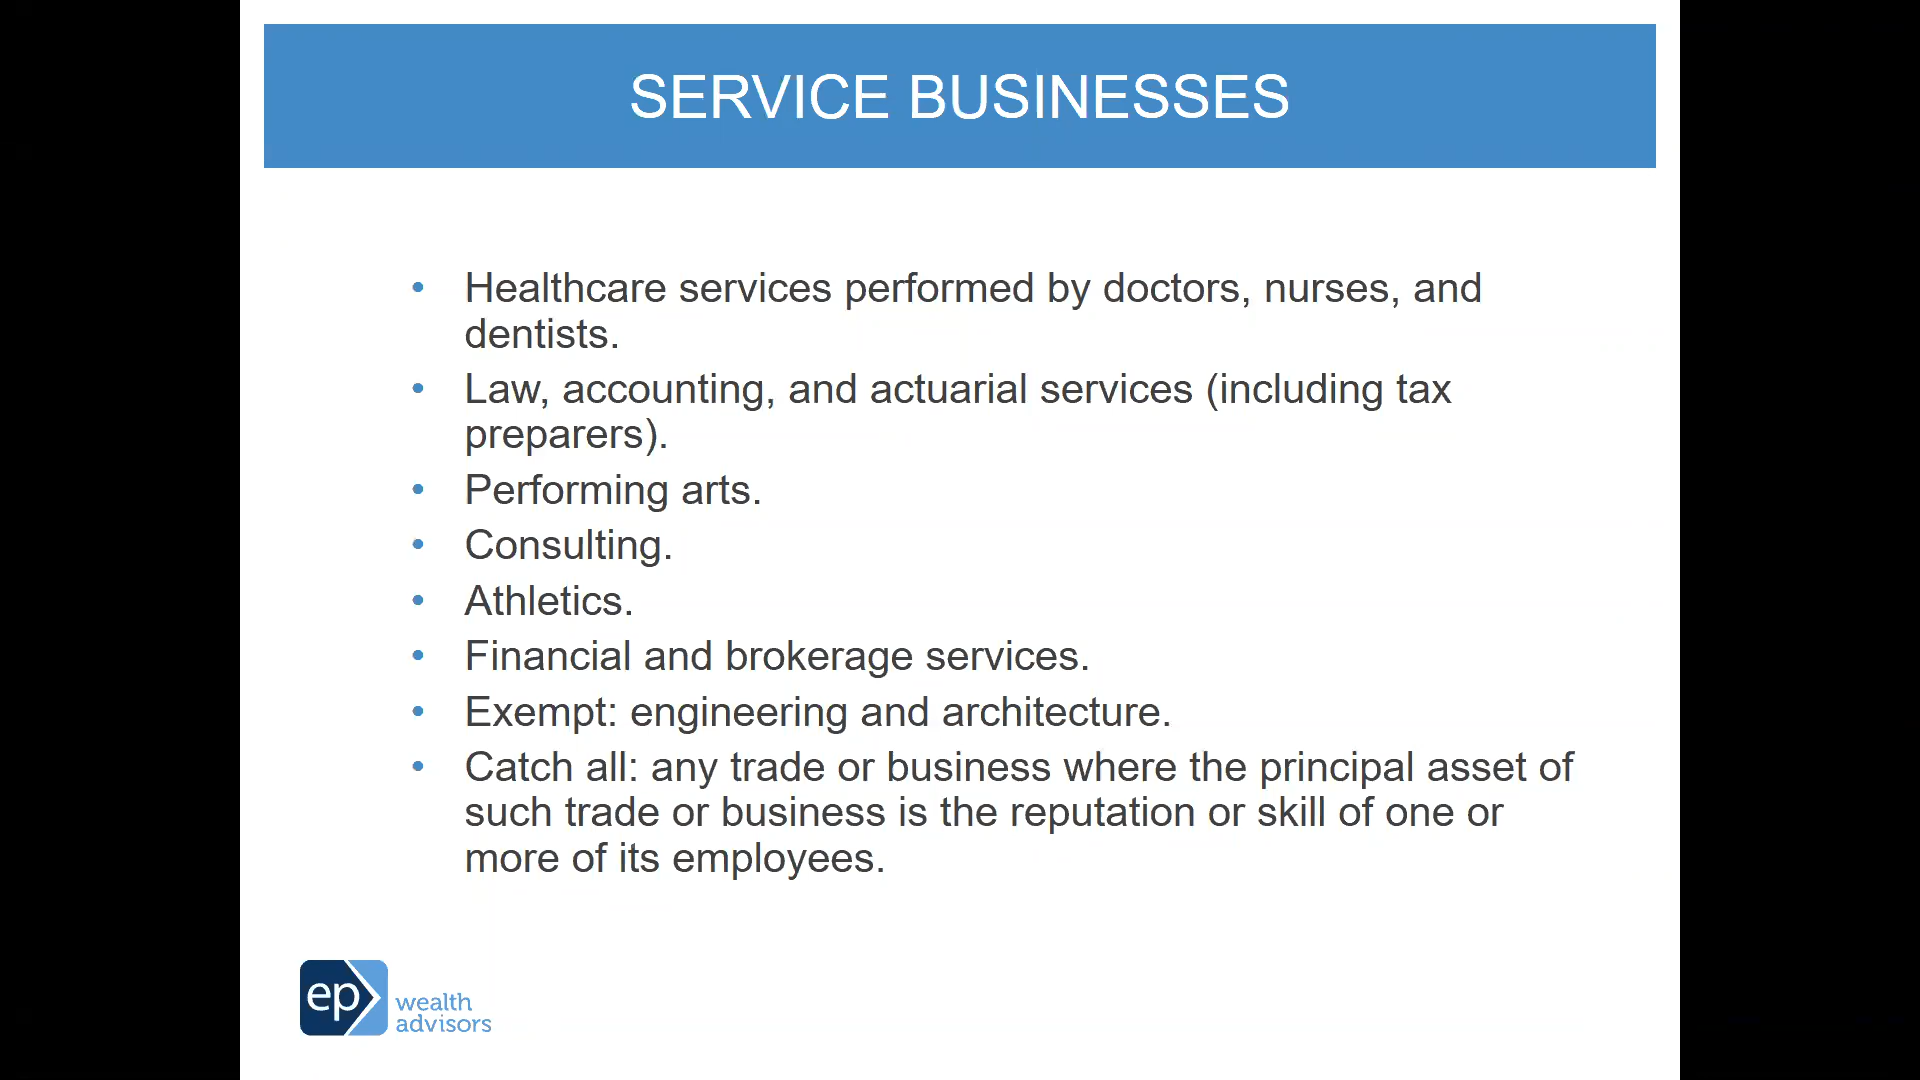 SERVICE BUSINESSES
• Healthcare services performed by doctors, nurses, and
dentists.
• Law, accounting, and actuarial services (including tax
preparers).
• Performing arts.
• Consulting.
• Athletics.
• Financial and brokerage services.
• Exempt: engineering and architecture.
• Catch all: any trade or business where the principal asset of
such trade or business is the reputation or skill of one or
more of its employees.
ep
wealth
advisors